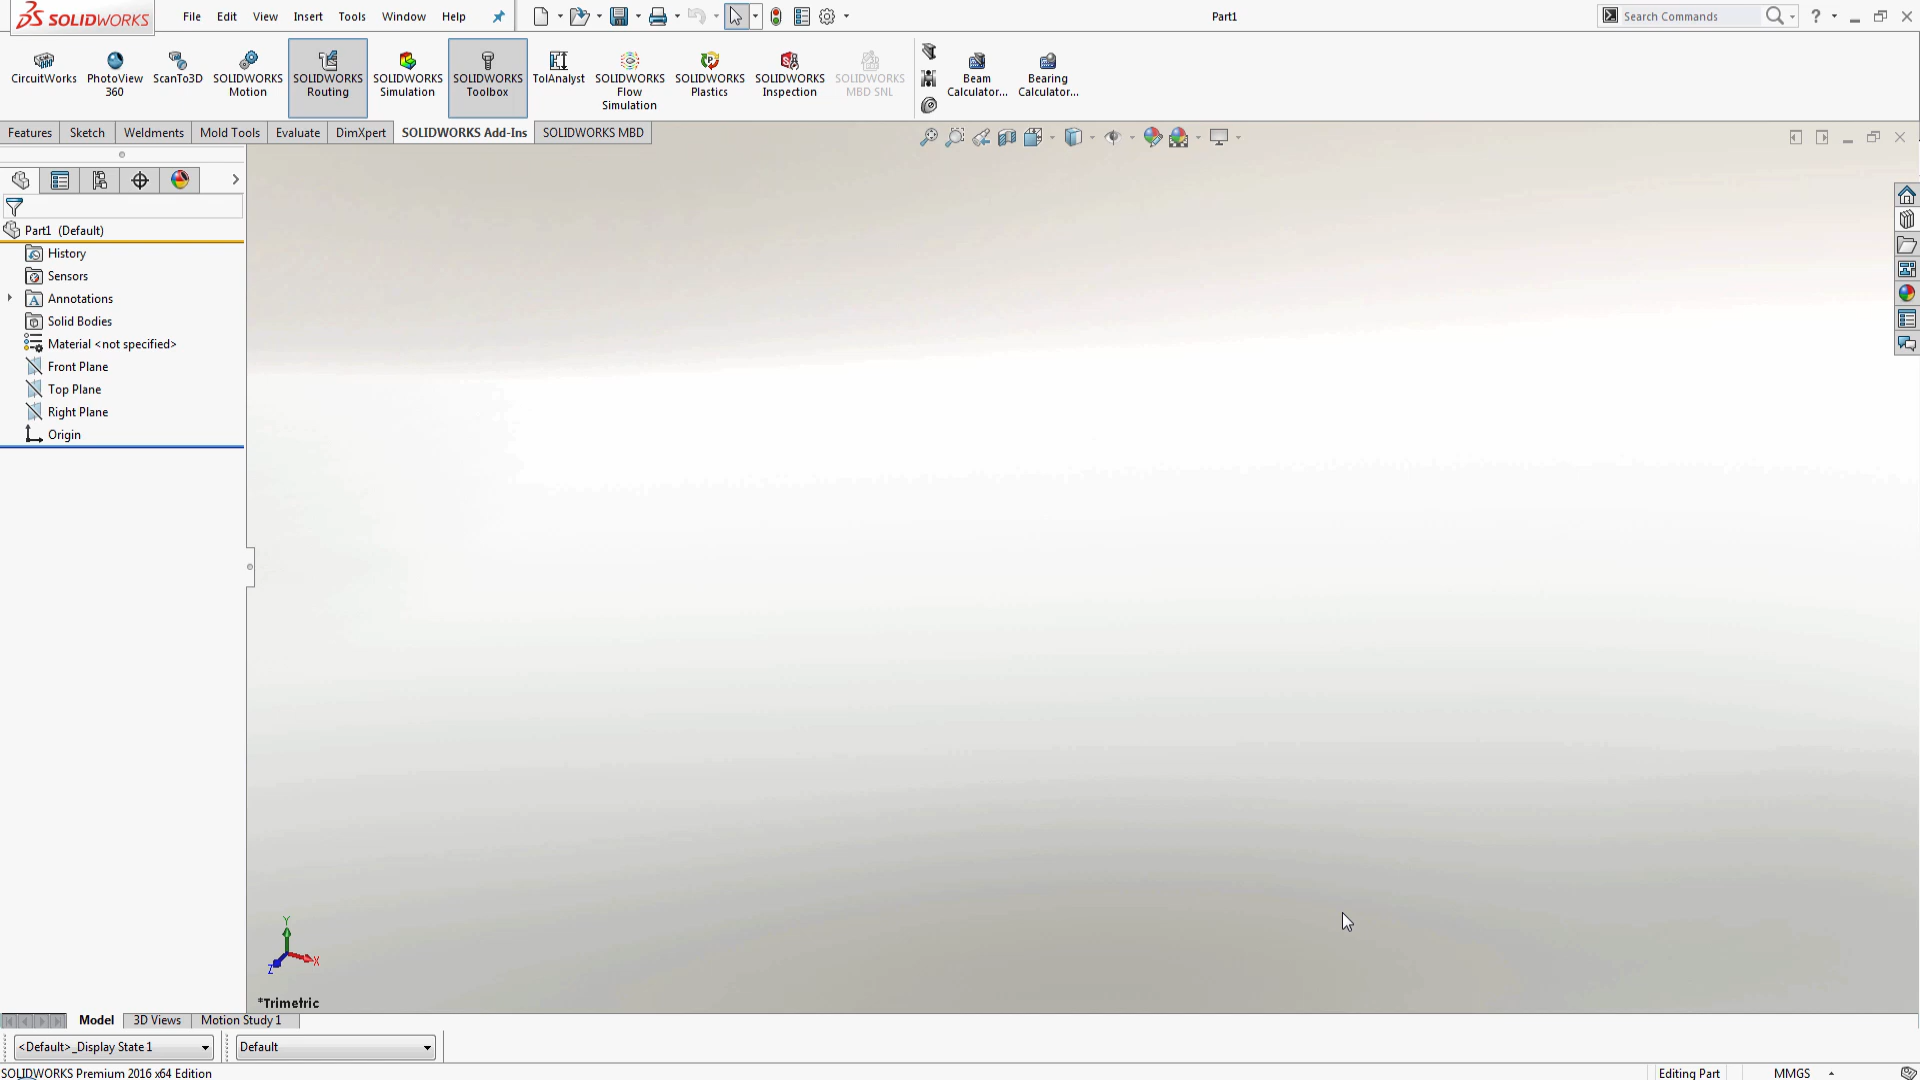 SOLIDWORKS File Edit View Insert Tools Window Help Part1 Search Commands ?
CircuitWorks PhotoView 360 ScanTo3D SOLIDWORKS Motion SOLIDWORKS Routing SOLIDWORKS Simulation SOLIDWORKS Toolbox TolAnalyst SOLIDWORKS Flow Simulation SOLIDWORKS Plastics SOLIDWORKS Inspection SOLIDWORKS MBD SNL Beam Calculator... Bearing Calculator...
Features Sketch Weldments Mold Tools Evaluate DimXpert SOLIDWORKS Add-Ins SOLIDWORKS MBD
Part1 (Default)
History
Sensors
Annotations
Solid Bodies
Material <not specified>
Front Plane
Top Plane
Right Plane
Origin
Y
X
Z
*Trimetric
Model 3D Views Motion Study 1
<Default>_Display State 1 Default
SOLIDWORKS Premium 2016 x64 Edition Editing Part MMGS